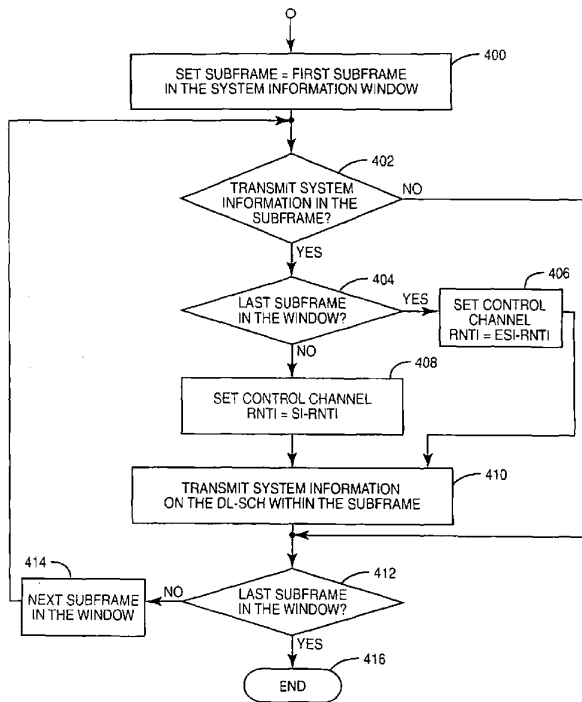 400
SET SUBFRAME = FIRST SUBFRAME
IN THE SYSTEM INFORMATION WINDOW
402
TRANSMIT SYSTEM
INFORMATION IN THE
SUBFRAME?
NO
YES
404
LAST SUBFRAME
IN THE WINDOW?
YES
406
SET CONTROL
CHANNEL
RNTI = ESI-RNTI
NO
408
SET CONTROL CHANNEL
RNTI = SI-RNTI
410
TRANSMIT SYSTEM INFORMATION
ON THE DL-SCH WITHIN THE SUBFRAME
412
LAST SUBFRAME
IN THE WINDOW?
NO
414
NEXT SUBFRAME
IN THE WINDOW
YES
416
END